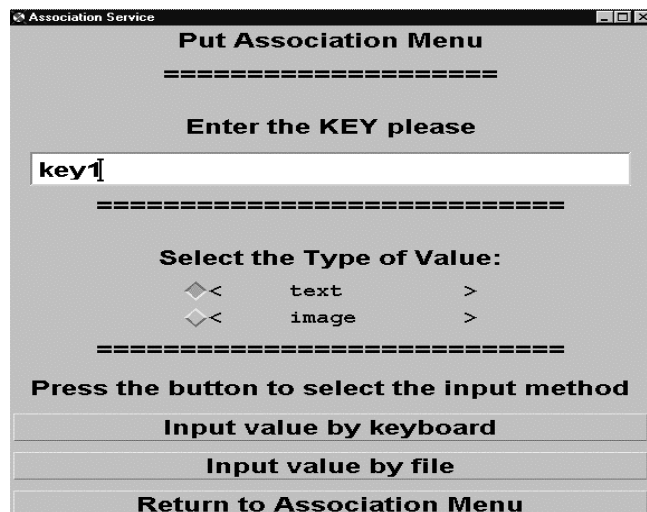 Association Service
Put Association Menu
====================
Enter the KEY please
key1
============================
Select the Type of Value:
< text >
< image >
============================
Press the button to select the input method
Input value by keyboard
Input value by file
Return to Association Menu